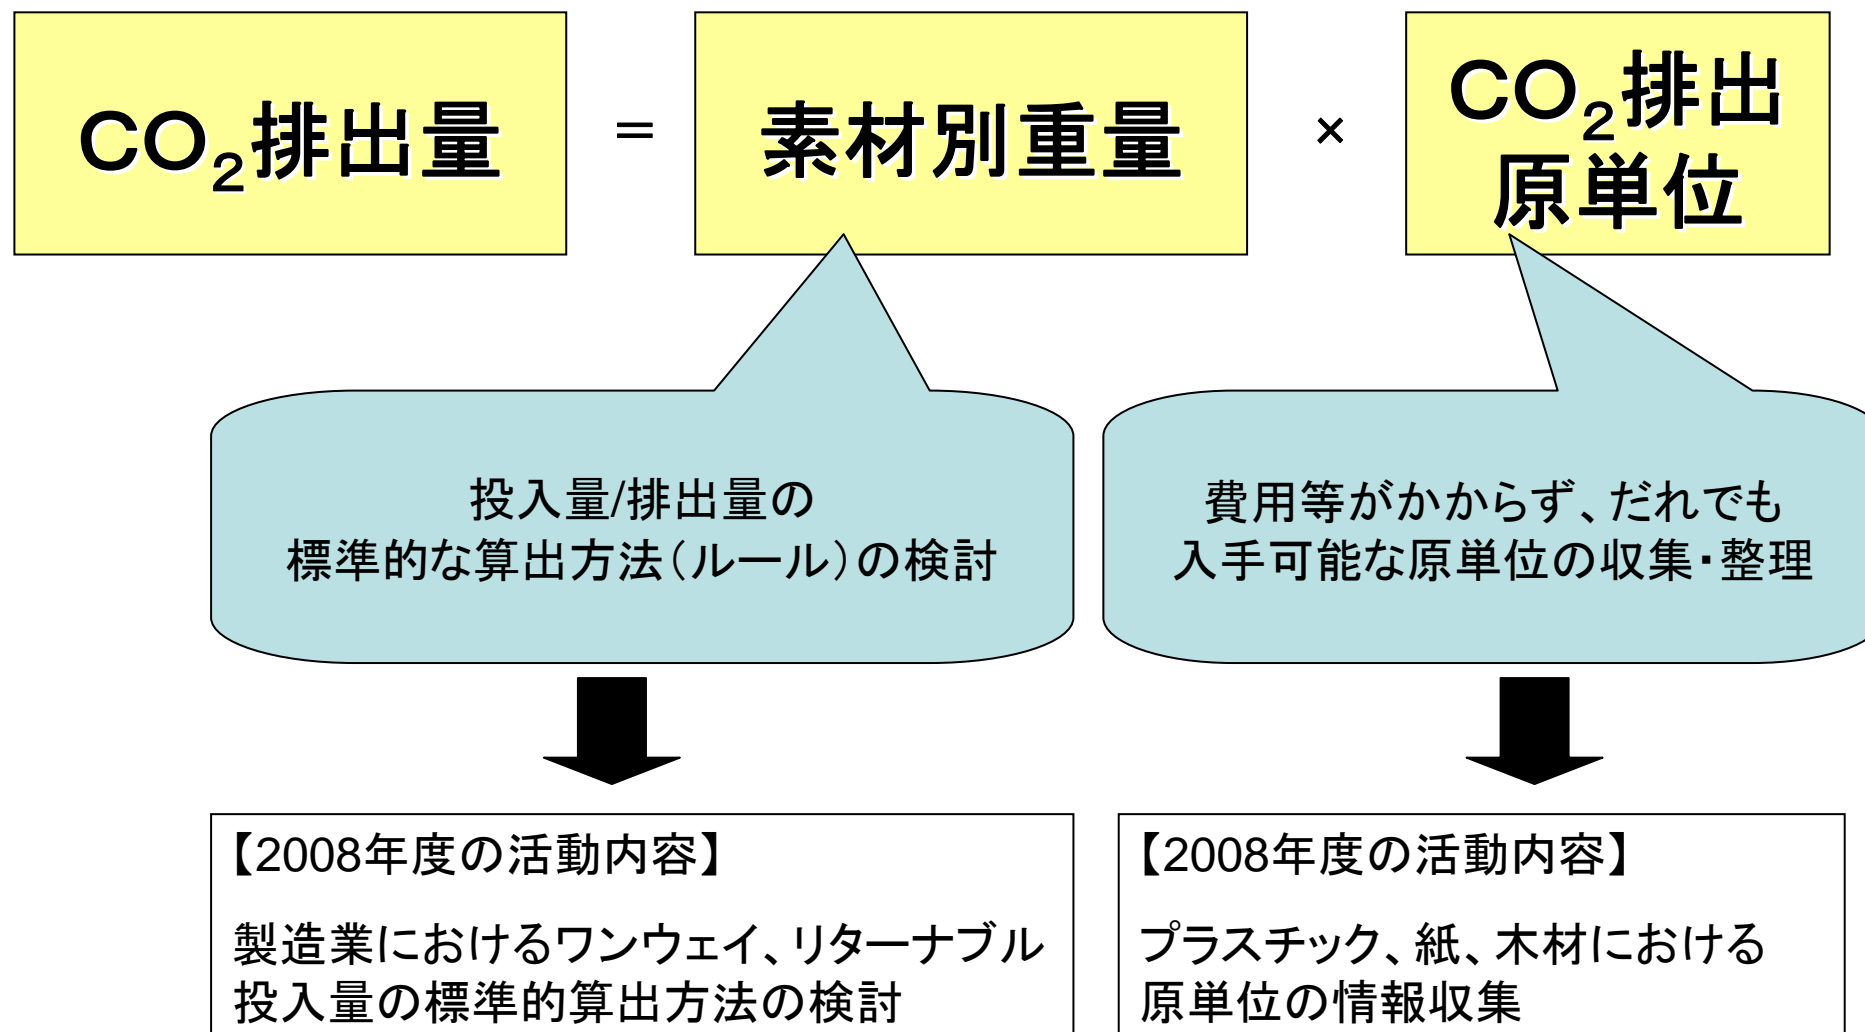 CO₂排出量
＝
素材別重量
×
CO₂排出
原単位
投入量/排出量の
標準的な算出方法（ルール）の検討
費用等がかからず、だれでも
入手可能な原単位の収集・整理
【2008年度の活動内容】
製造業におけるワンウェイ、リターナブル
投入量の標準的算出方法の検討
【2008年度の活動内容】
プラスチック、紙、木材における
原単位の情報収集